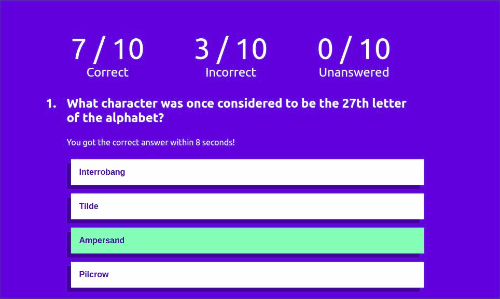 7 / 10 3 / 10 0 / 10
Correct Incorrect Unanswered
1. What character was once considered to be the 27th letter
of the alphabet?
You got the correct answer within 8 seconds!
Interrobang
Tilde
Ampersand
Pilcrow